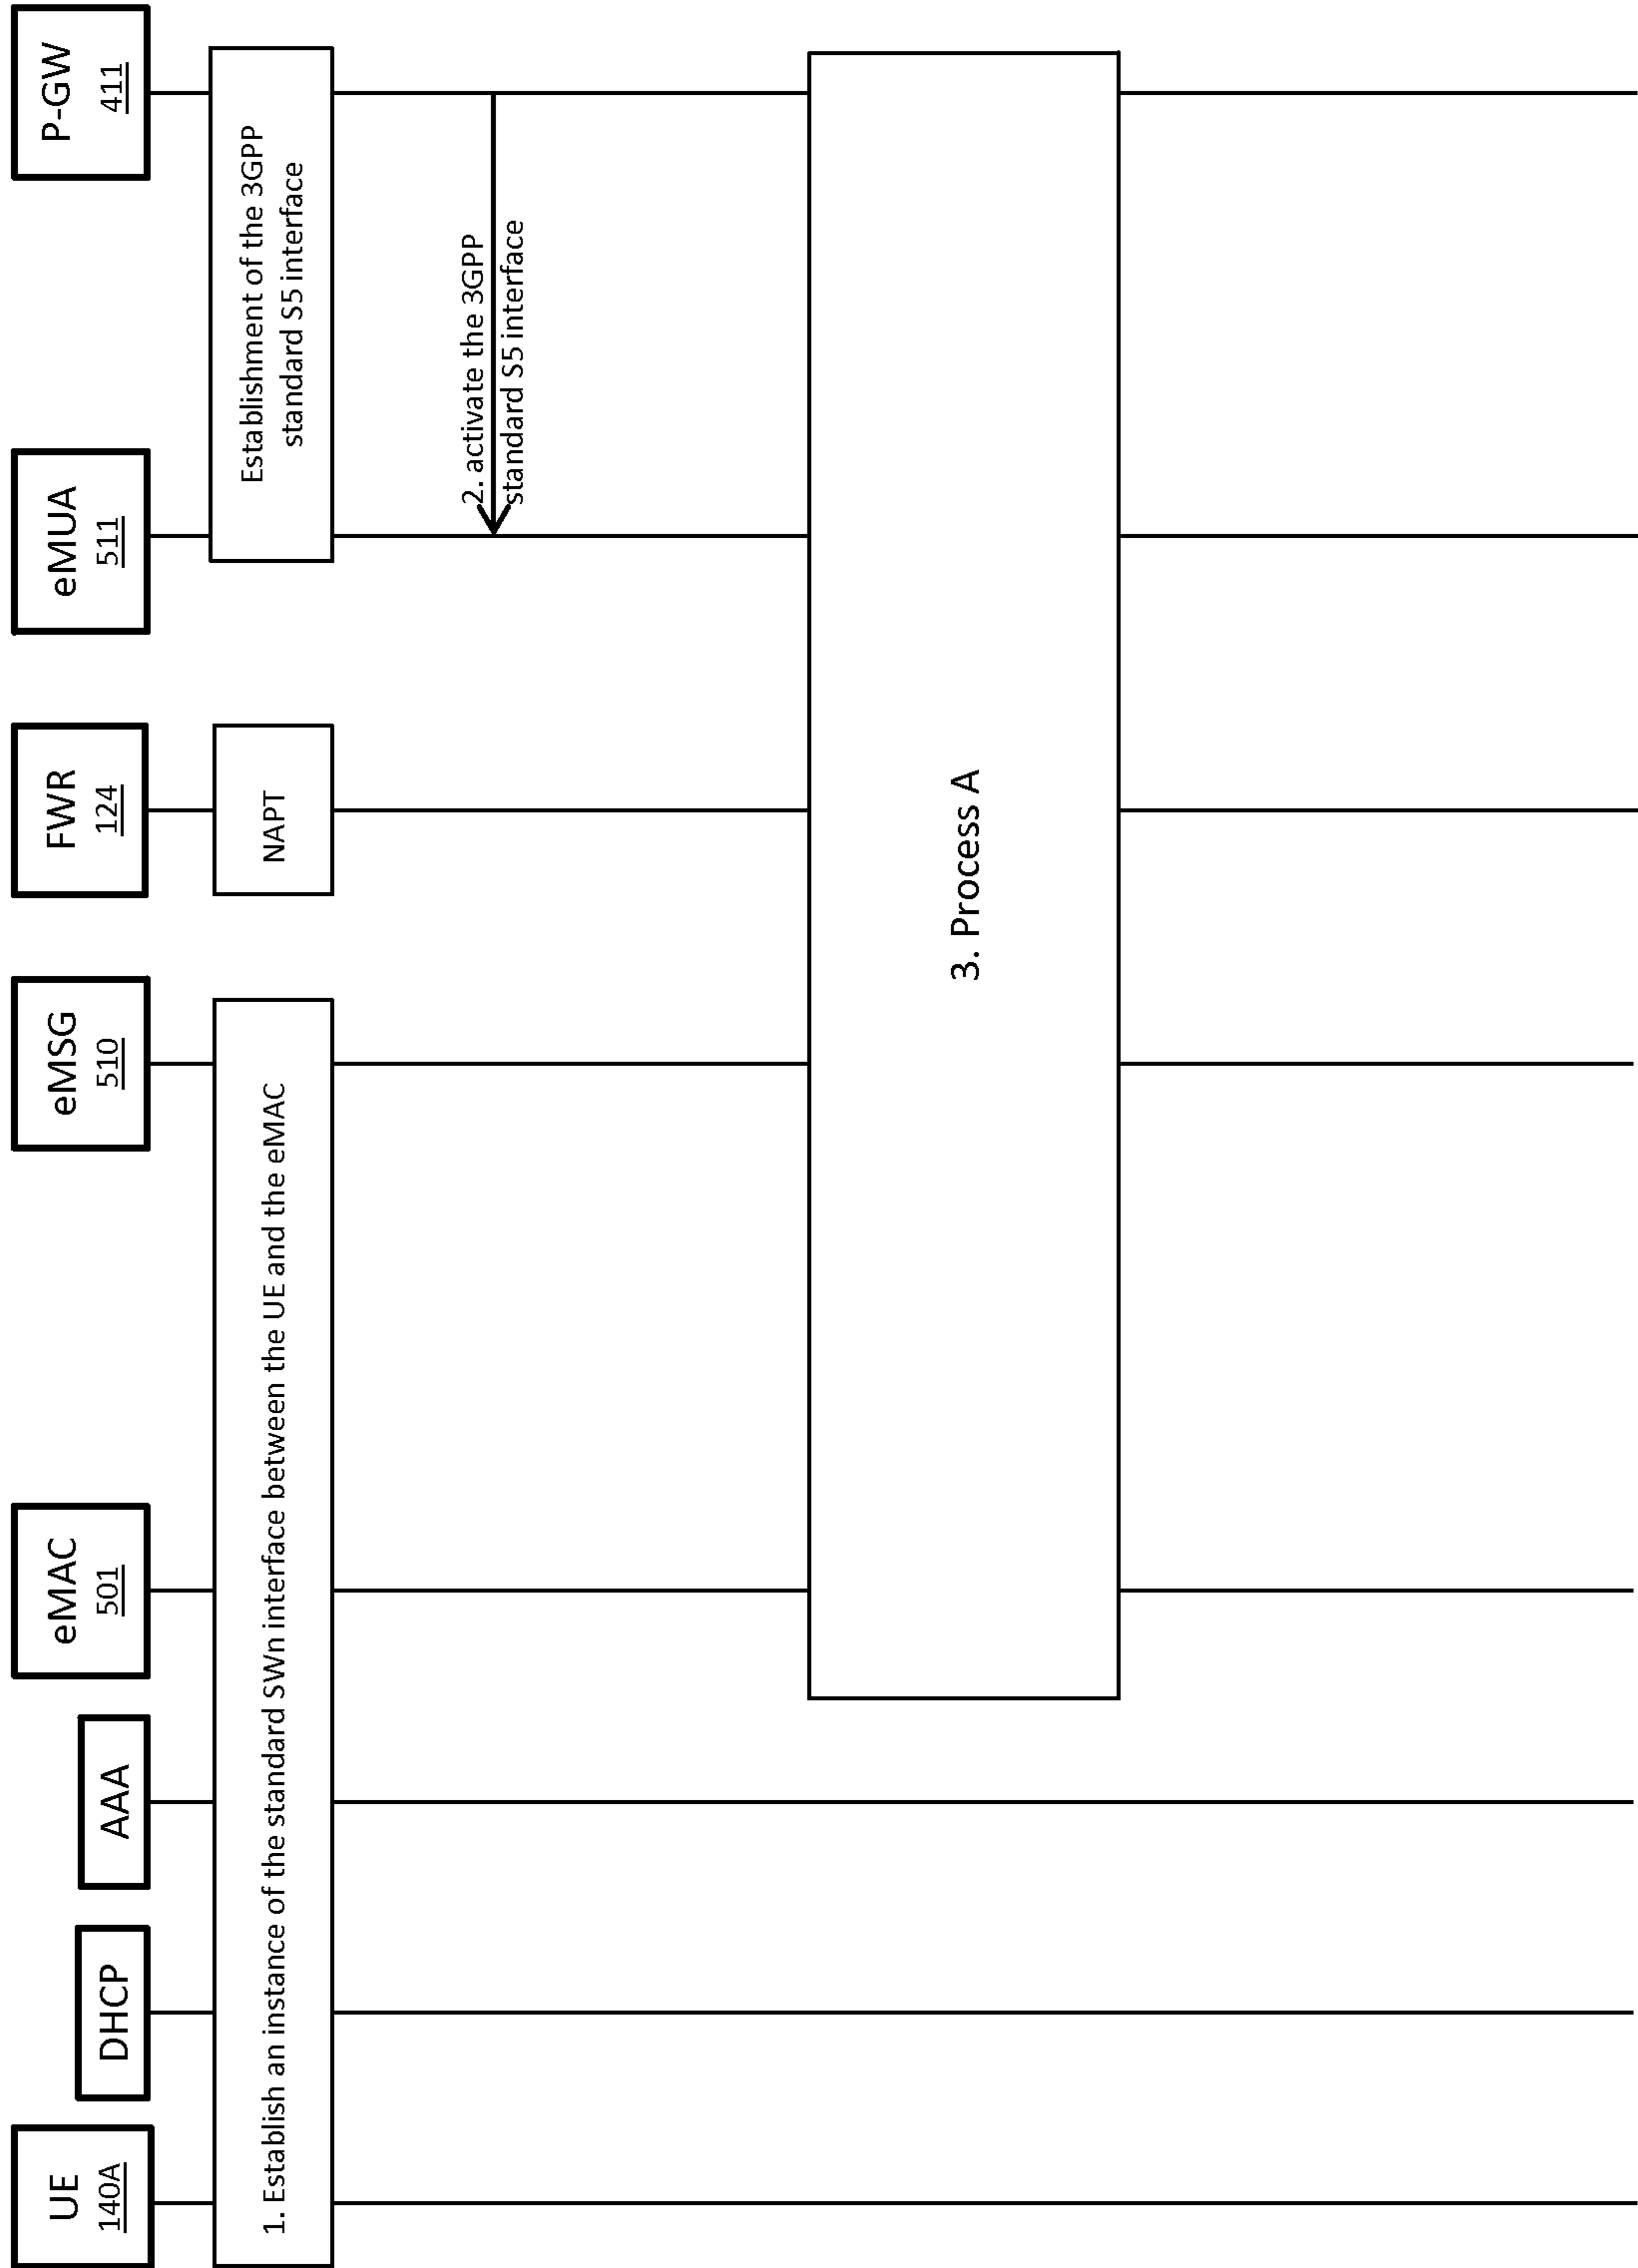 UE
140A
DHCP
AAA
eMAC
501
eMSG
510
FWR
124
eMUA
511
P-GW
411
1. Establish an instance of the standard SWn interface between the UE and the eMAC
NAPT
Establishment of the 3GPP
standard S5 interface
2. activate the 3GPP
standard S5 interface
3. Process A